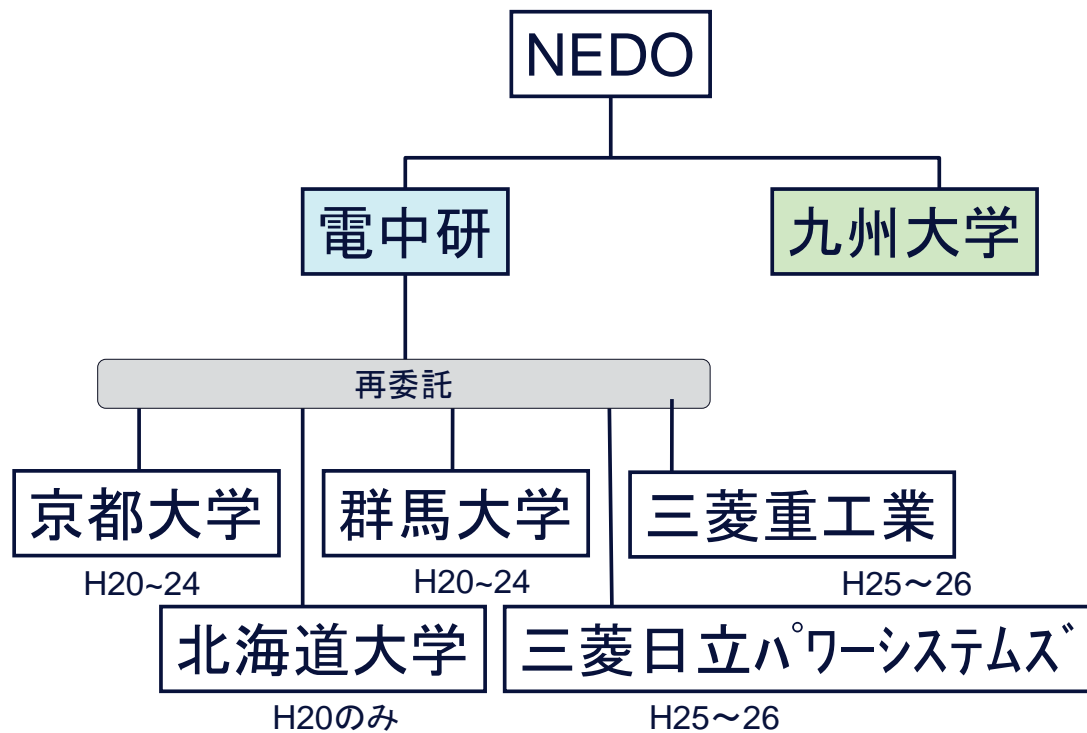 NEDO
電中研
九州大学
再委託
京都大学
群馬大学
三菱重工業
H20~24
H20~24
H25～26
北海道大学
三菱日立ﾊﾟﾜｰｼｽﾃﾑｽﾞ
H20のみ
H25～26